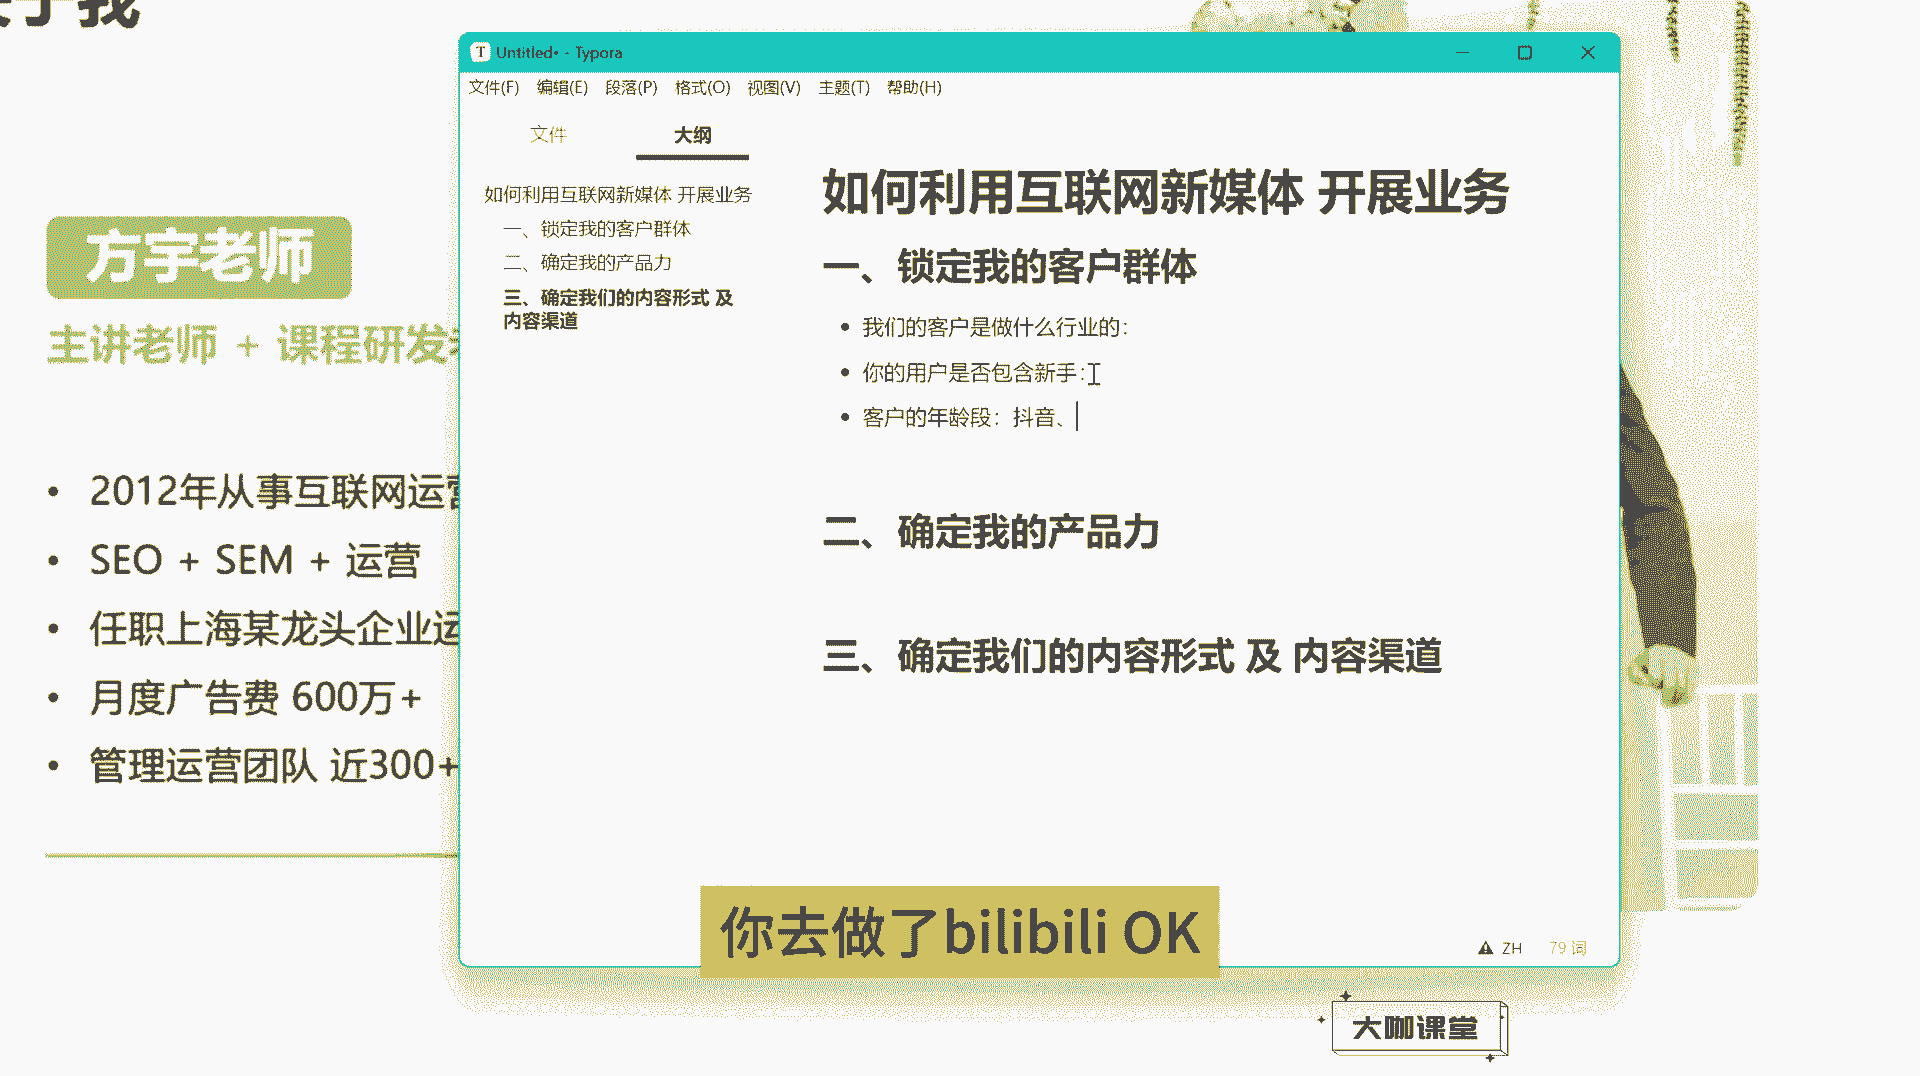 于我
方宇老师
主讲老师 + 课程研发
2012年从事互联网运营
SEO + SEM + 运营
任职上海某龙头企业运
月度广告费 600万+
管理运营团队 近300+
Untitled• - Typora
文件(F) 编辑(E) 段落(P) 格式(O) 视图(V) 主题(T) 帮助(H)
文件 大纲
如何利用互联网新媒体 开展业务
一、锁定我的客户群体
二、确定我的产品力
三、确定我们的内容形式 及
内容渠道
如何利用互联网新媒体 开展业务
一、锁定我的客户群体
我们的客户是做什么行业的：
你的用户是否包含新手：
客户的年龄段：抖音、
二、确定我的产品力
三、确定我们的内容形式 及 内容渠道
ZH 79 词
你去做了bilibili OK
大咖课堂